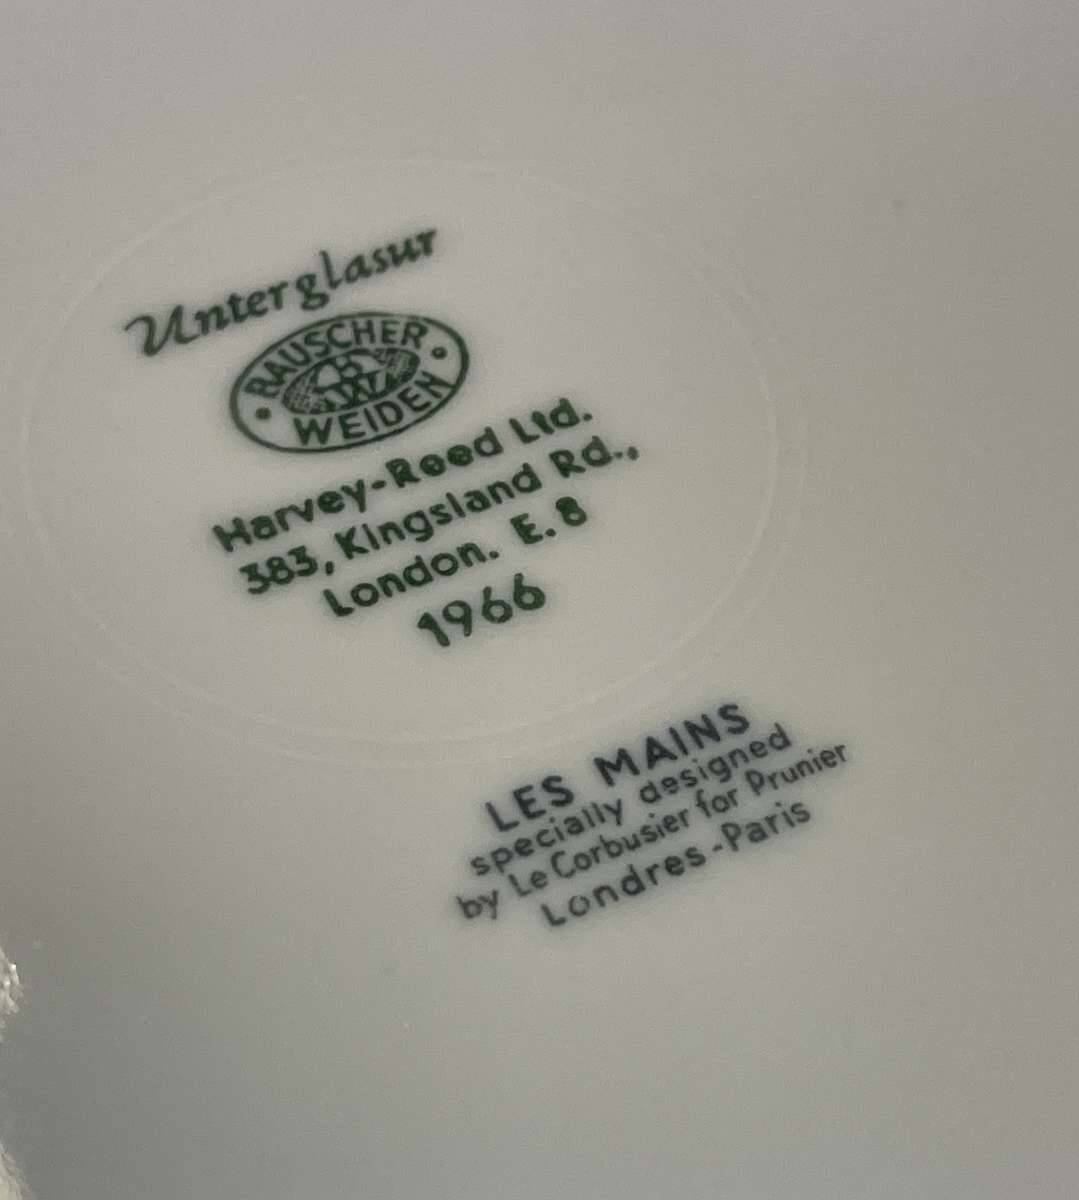 Unterglasur
BAUSCHER
WEIDEN
Harvey-Reed Ltd.
383, Kingsland Rd.,
London. E. 8
1966
LES MAINS
specially designed
by Le Corbusier for Prunier
Londres-Paris